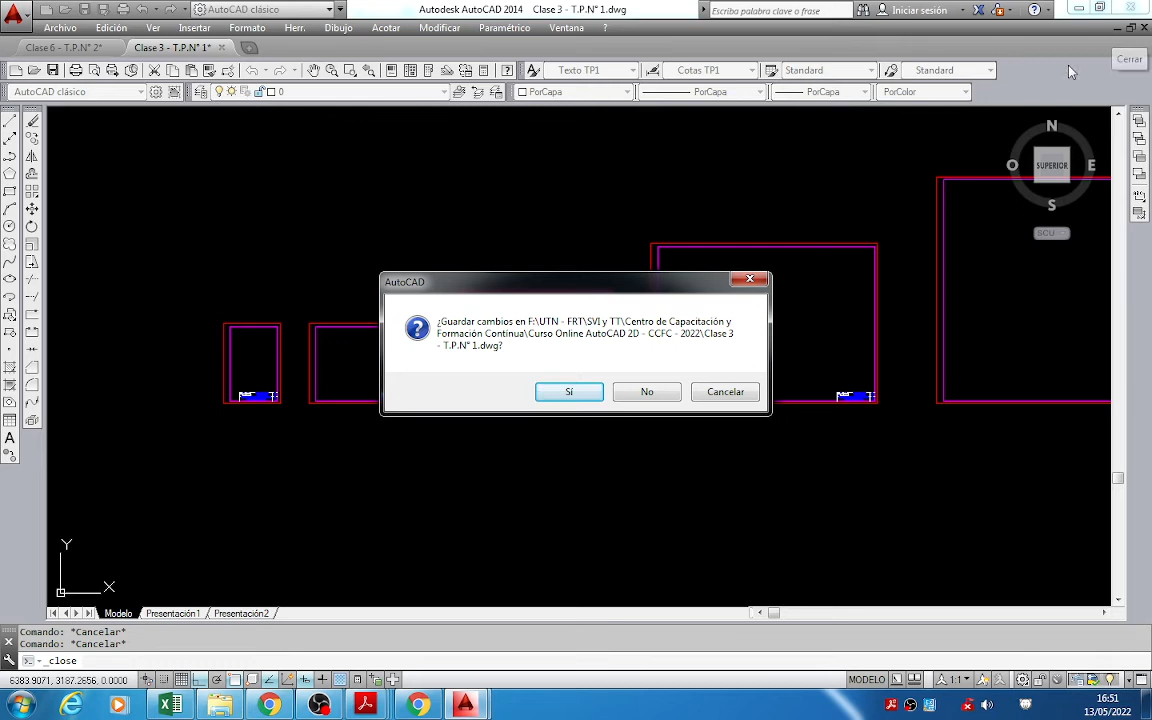 AutoCAD clásico
Autodesk AutoCAD 2014 Clase 3 - T.P.N° 1.dwg
Escriba palabra clave o frase
Iniciar sesión
Archivo Edición Ver Insertar Formato Herr. Dibujo Acotar Modificar Paramétrico Ventana ?
Cerrar
Clase 6 - T.P.N° 2*
Clase 3 - T.P.N° 1*
Texto TP1
Cotas TP1
Standard
Standard
AutoCAD clásico
0
PorCapa
PorCapa
PorCapa
PorColor
N
O
SUPERIOR
E
S
SCU
AutoCAD
¿Guardar cambios en F:\UTN - FRT\SVI y TT\Centro de Capacitación y
Formación Continua\Curso Online AutoCAD 2D - CCFC - 2022\Clase 3
- T.P.N° 1.dwg?
Sí
No
Cancelar
Y
X
Modelo
Presentación1
Presentación2
Comando: *Cancelar*
Comando: *Cancelar*
_close
6383.9071, 3187.2656, 0.0000
MODELO
1:1
16:51
13/05/2022